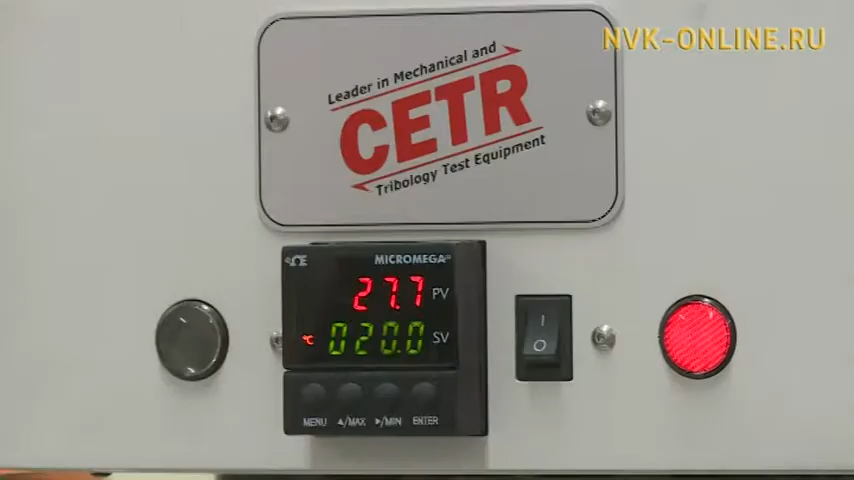 NVK-ONLINE.RU
Leader in Mechanical and
CETR
Tribology Test Equipment
MICROMEGA
27.7 PV
°C 020.0 SV
MENU ▲/MAX ►/MIN ENTER
I
O